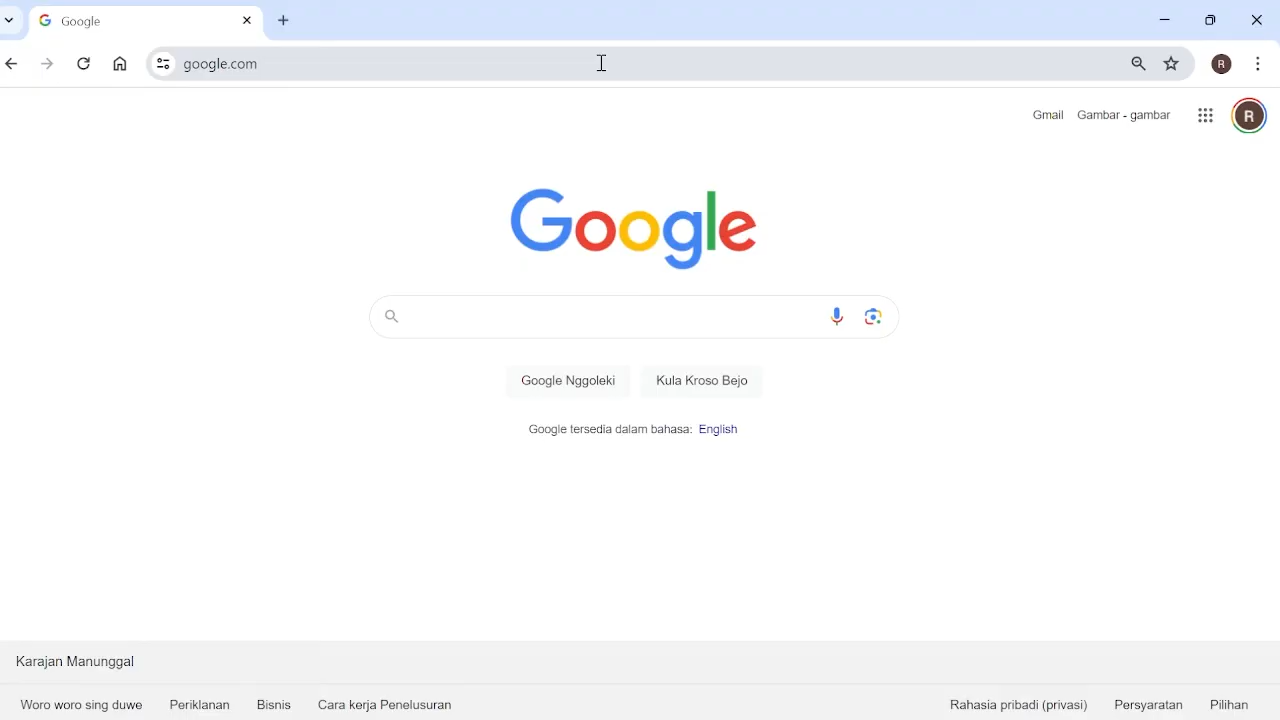 Google
google.com
R
Gmail Gambar - gambar
R
Google
Google Nggoleki Kula Kroso Bejo
Google tersedia dalam bahasa: English
Karajan Manunggal
Woro woro sing duwe Periklanan Bisnis Cara kerja Penelusuran Rahasia pribadi (privasi) Persyaratan Pilihan